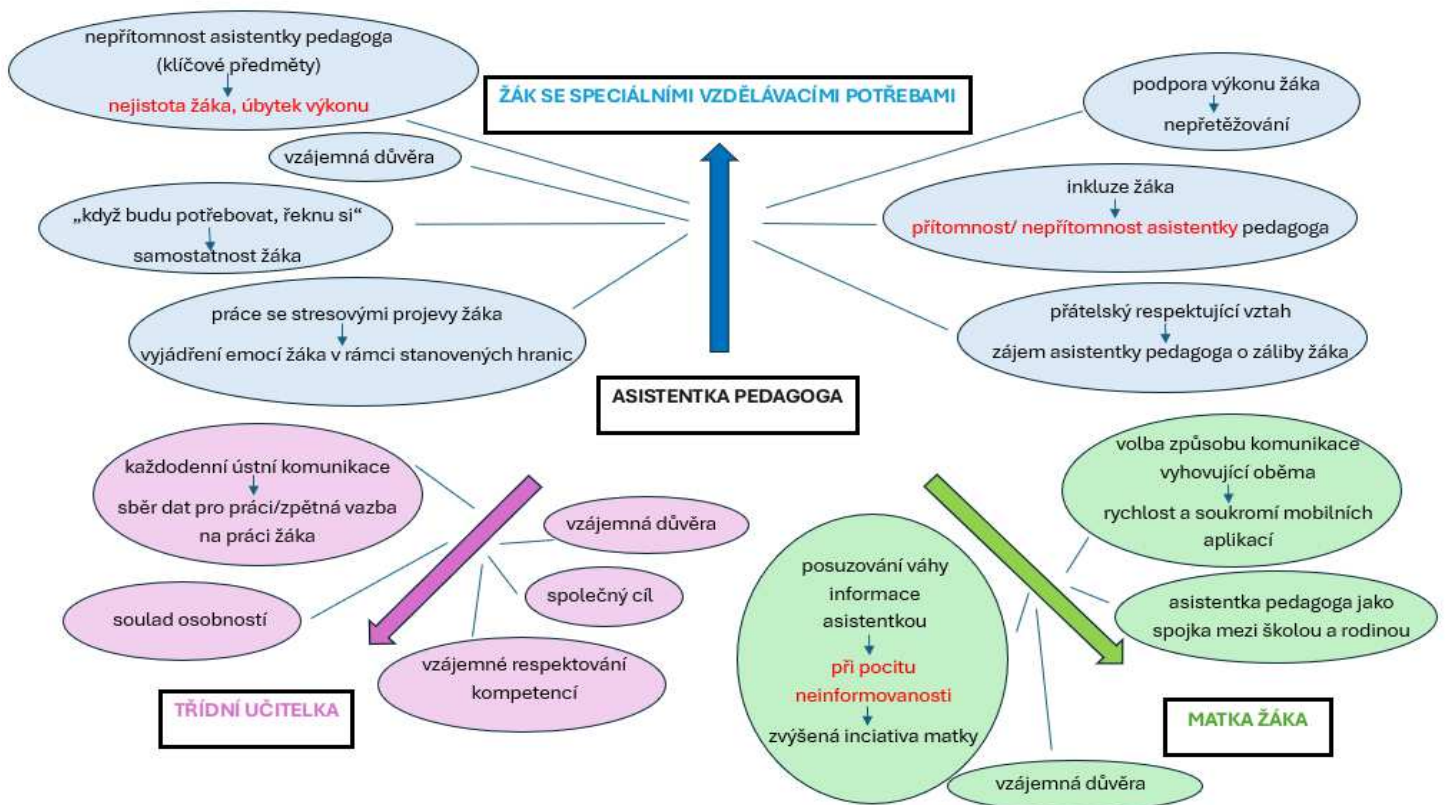 nepřítomnost asistentky pedagoga
(klíčové předměty)
nejistota žáka, úbytek výkonu
ŽÁK SE SPECIÁLNÍMI VZDĚLÁVACÍMI POTŘEBAMI
podpora výkonu žáka
nepřetěžování
vzájemná důvěra
inkluze žáka
přítomnost/ nepřítomnost asistentky pedagoga
„když budu potřebovat, řeknu si“
samostatnost žáka
práce se stresovými projevy žáka
vyjádření emocí žáka v rámci stanovených hranic
přátelský respektující vztah
zájem asistentky pedagoga o záliby žáka
ASISTENTKA PEDAGOGA
každodenní ústní komunikace
sběr dat pro práci/zpětná vazba
na práci žáka
vzájemná důvěra
společný cíl
soulad osobností
vzájemné respektování
kompetencí
TŘÍDNÍ UČITELKA
volba způsobu komunikace
vyhovující oběma
rychlost a soukromí mobilních
aplikací
posuzování váhy
informace
asistentkou
při pocitu
neinformovanosti
zvýšená inciativa matky
asistentka pedagoga jako
spojka mezi školou a rodinou
MATKA ŽÁKA
vzájemná důvěra